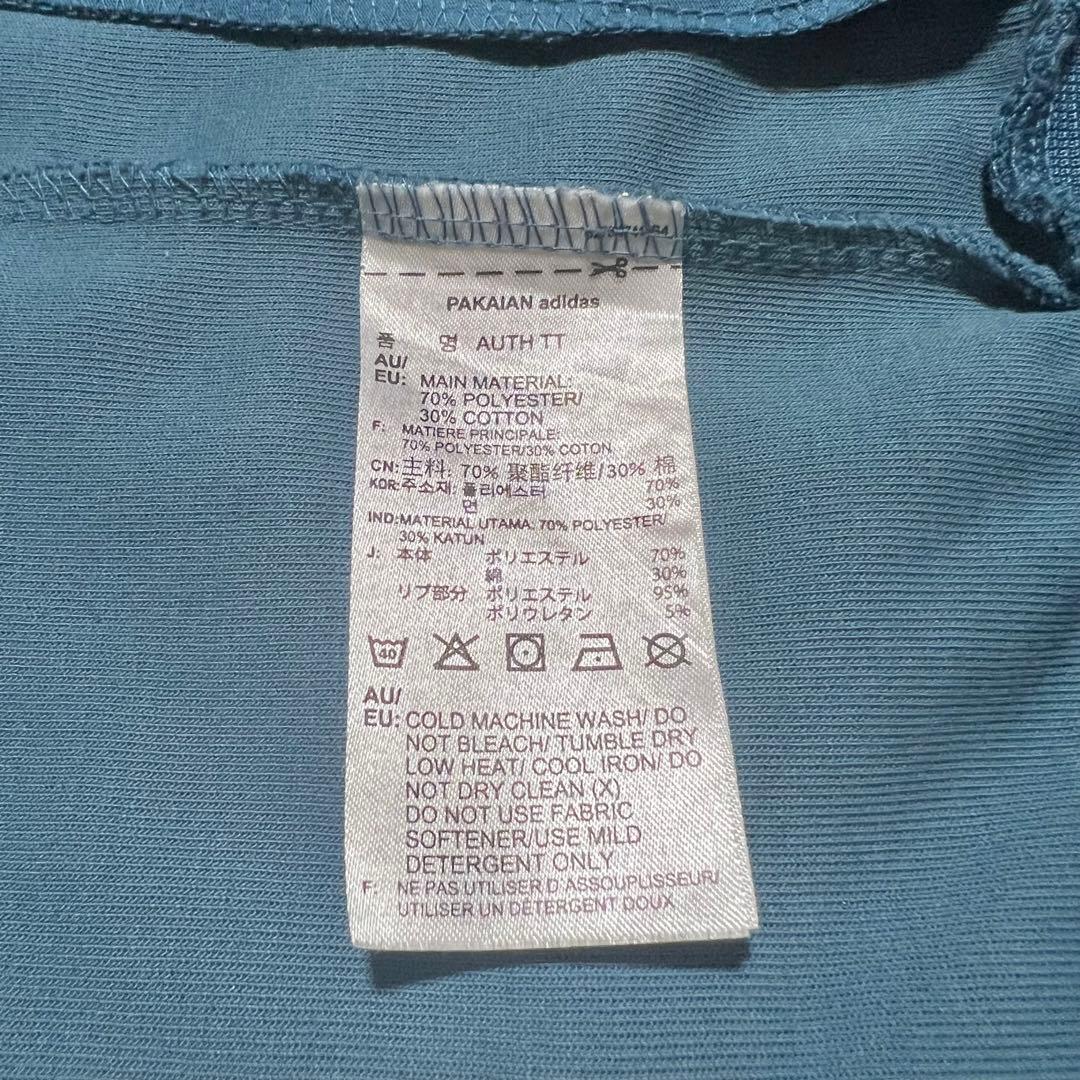 PAKAIAN adidas
품 명 AUTH TT
AU/
EU: MAIN MATERIAL:
70% POLYESTER/
30% COTTON
F: MATIERE PRINCIPALE:
70% POLYESTER/30% COTON
CN: 主料: 70% 聚酯纤维/30% 棉
KOR: 주소재: 폴리에스터 70%
면 30%
IND: MATERIAL UTAMA: 70% POLYESTER/
30% KATUN
J: 本体 ポリエステル 70%
綿 30%
リブ部分 ポリエステル 95%
ポリウレタン 5%
40
AU/
EU: COLD MACHINE WASH/ DO
NOT BLEACH/ TUMBLE DRY
LOW HEAT/ COOL IRON/ DO
NOT DRY CLEAN (X)
DO NOT USE FABRIC
SOFTENER/USE MILD
DETERGENT ONLY
F: NE PAS UTILISER D'ASSOUPLISSEUR/
UTILISER UN DETERGENT DOUX